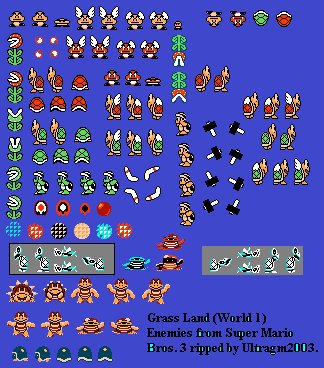 Grass Land (World 1)
Enemies from Super Mario
Bros. 3 ripped by Ultragm2003.